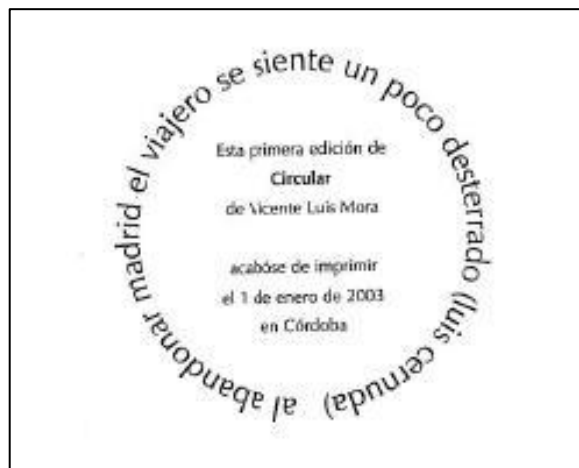 al abandonar madrid el viajero se siente un poco desterrado (luis cernuda)
Esta primera edición de
Circular
de Vicente Luis Mora
acabóse de imprimir
el 1 de enero de 2003
en Córdoba